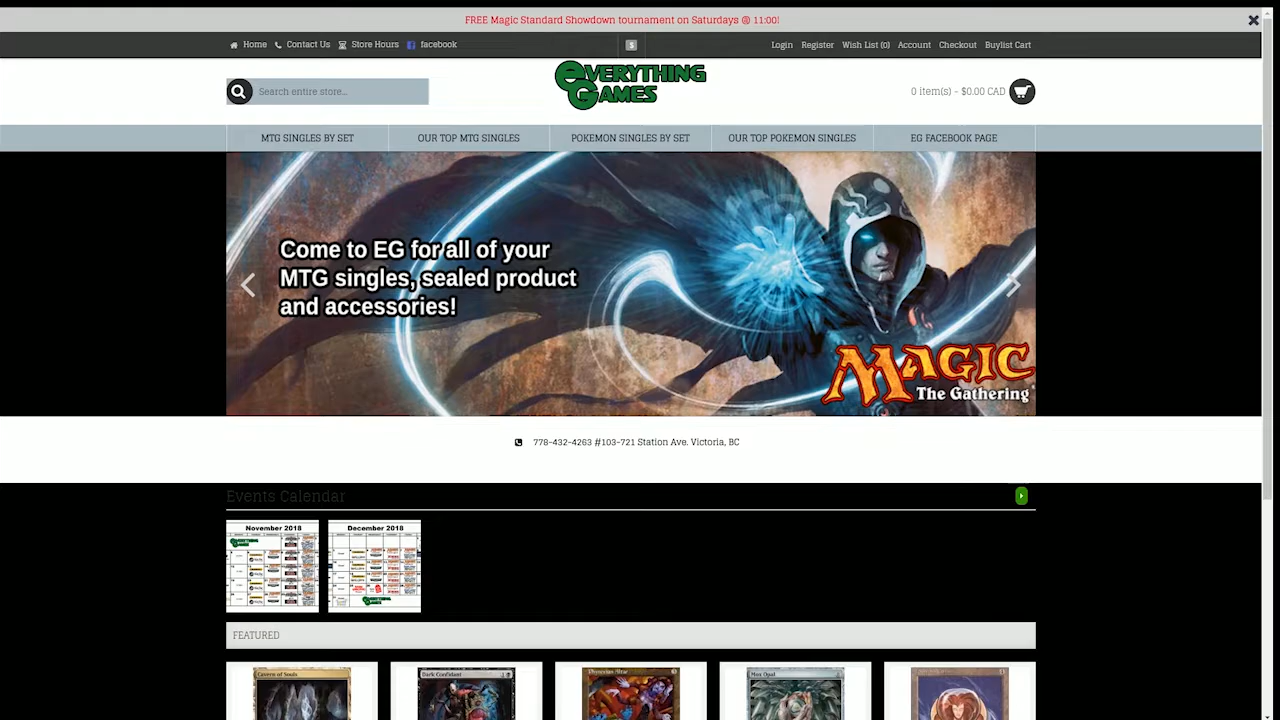 FREE Magic Standard Showdown tournament on Saturdays @ 11:00!
Home Contact Us Store Hours facebook $ Login Register Wish List (0) Account Checkout Buylist Cart
Search entire store...
EVERYTHING
GAMES
0 item(s) - $0.00 CAD
MTG SINGLES BY SET OUR TOP MTG SINGLES POKEMON SINGLES BY SET OUR TOP POKEMON SINGLES EG FACEBOOK PAGE
Come to EG for all of your
MTG singles, sealed product
and accessories!
MAGIC
The Gathering
778-432-4263 #103-721 Station Ave. Victoria, BC
Events Calendar
November 2018 December 2018
EVERYTHING
GAMES
EVERYTHING
GAMES
FEATURED
Cavern of Souls Dark Confidant Phyrexian Altar Mox Opal